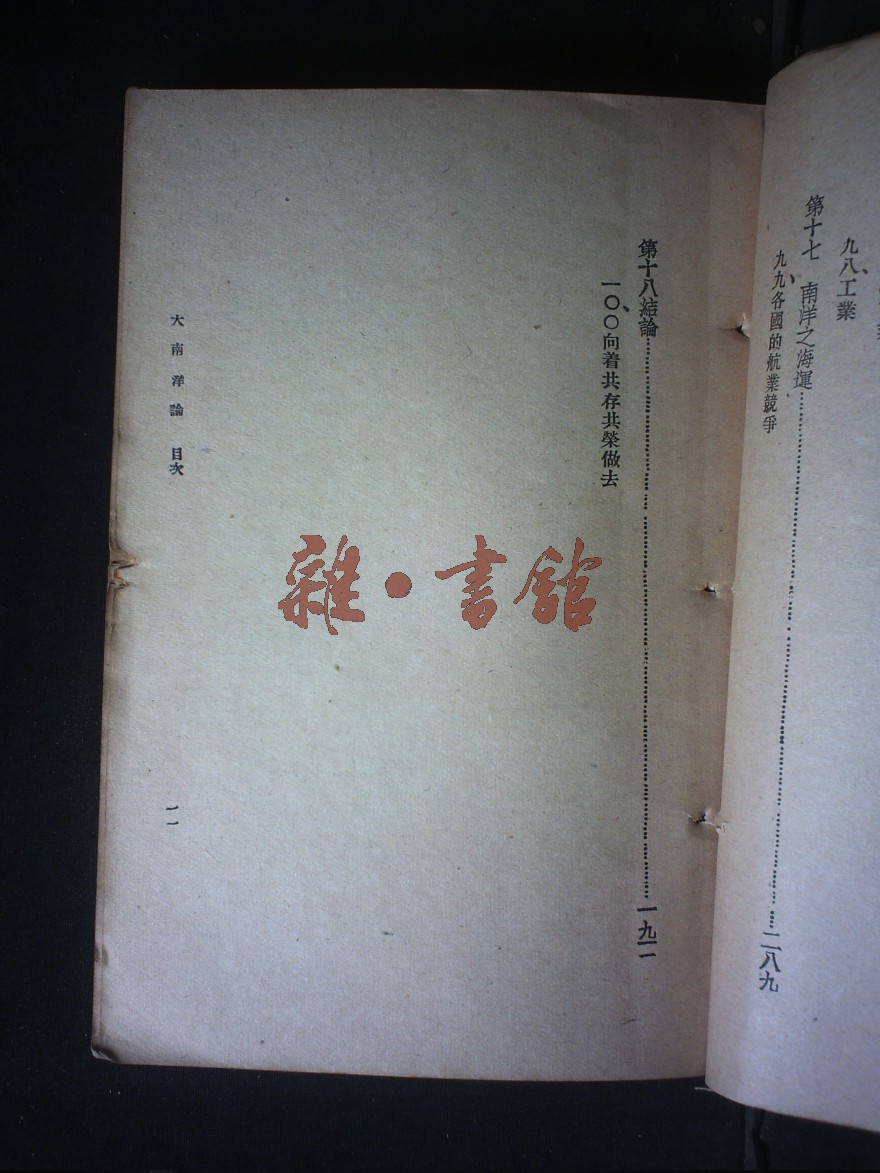 九八、工業
第十七 南洋之海運……二八九
九九、各國的航業競爭
第十八 結論……一九二
一〇〇、向着共存共榮做去
大南洋論 目次
一一
雜·書館